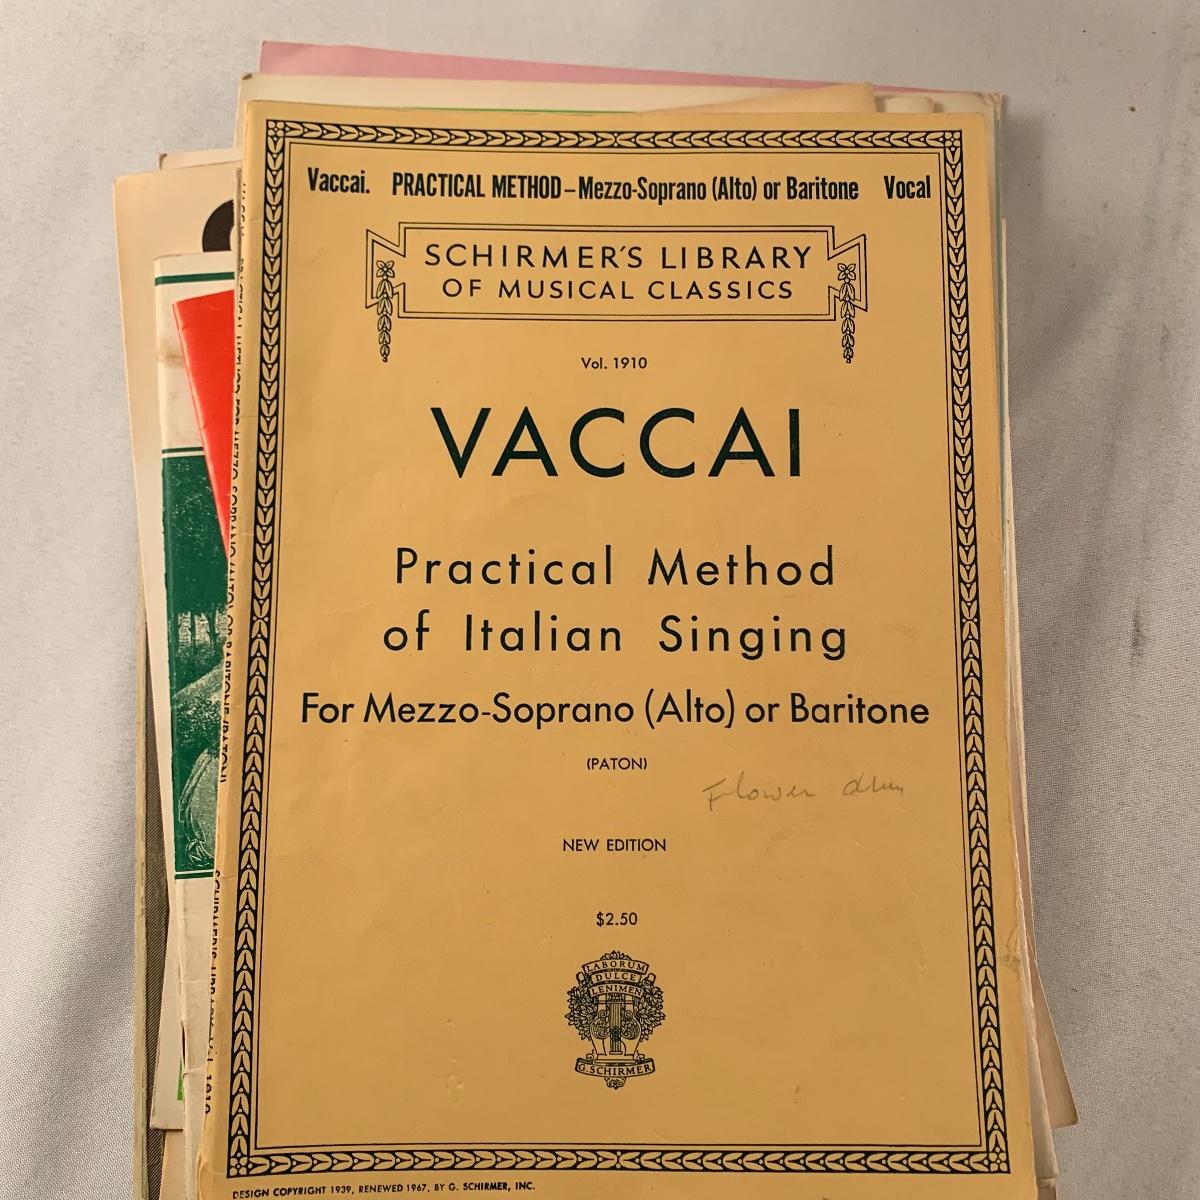 Vaccai. PRACTICAL METHOD – Mezzo-Soprano (Alto) or Baritone Vocal
SCHIRMER'S LIBRARY
OF MUSICAL CLASSICS
Vol. 1910
VACCAI
Practical Method
of Italian Singing
For Mezzo-Soprano (Alto) or Baritone
(PATON)
Flower
NEW EDITION
$2.50
LABORUM
DULCE
LENIMEN
G. SCHIRMER
DESIGN COPYRIGHT 1939, RENEWED 1967, BY G. SCHIRMER, INC.